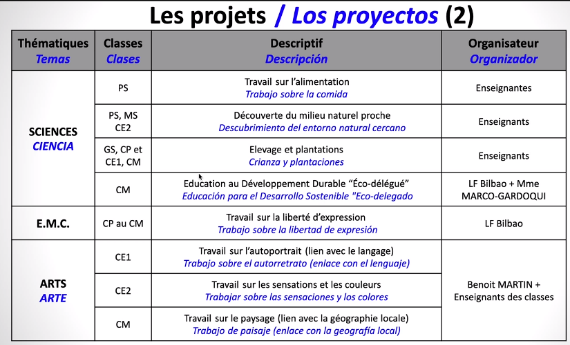 Les projets / Los proyectos (2)
Thématiques
Temas
Classes
Clases
Descriptif
Descripción
Organisateur
Organizador
SCIENCES
CIENCIA
PS
Travail sur l'alimentation
Trabajo sobre la comida
Enseignantes
PS, MS
CE2
Découverte du milieu naturel proche
Descubrimiento del entorno natural cercano
Enseignants
GS, CP et
CE1, CM
Elevage et plantations
Crianza y plantaciones
Enseignants
CM
Education au Développement Durable "Éco-délégué"
Educación para el Desarrollo Sostenible "Eco-delegado
LF Bilbao + Mme
MARCO-GARDOQUI
E.M.C.
CP au CM
Travail sur la liberté d'expression
Trabajo sobre la libertad de expresión
LF Bilbao
ARTS
ARTE
CE1
Travail sur l'autoportrait (lien avec le langage)
Trabajo sobre el autorretrato (enlace con el lenguaje)
CE2
Travail sur les sensations et les couleurs
Trabajar sobre las sensaciones y los colores
CM
Travail sur le paysage (lien avec la géographie locale)
Trabajo de paisaje (enlace con la geografía local)
Benoit MARTIN +
Enseignants des classes